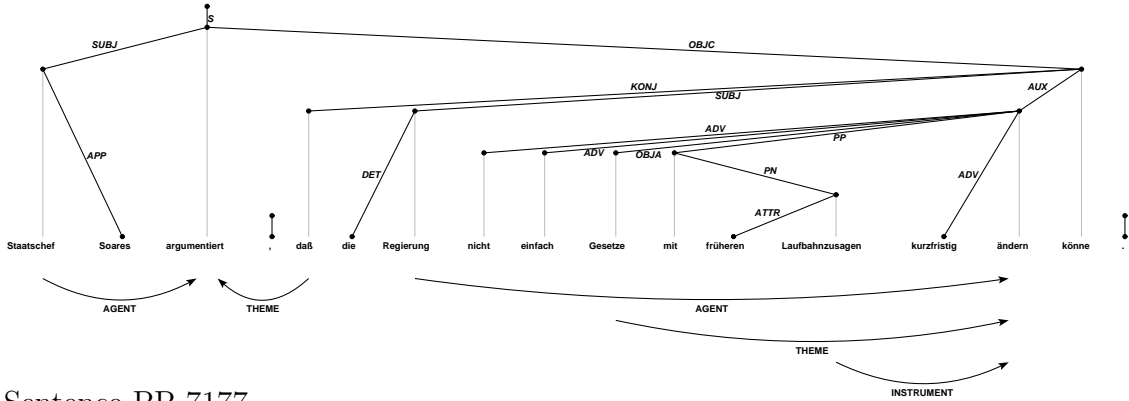 S
SUBJ OBJC
KONJ SUBJ AUX
ADV
APP DET ADV OBJA PP PN ADV
ATTR
Staatschef Soares argumentiert , daß die Regierung nicht einfach Gesetze mit früheren Laufbahnzusagen kurzfristig ändern könne .
AGENT THEME AGENT
THEME
INSTRUMENT